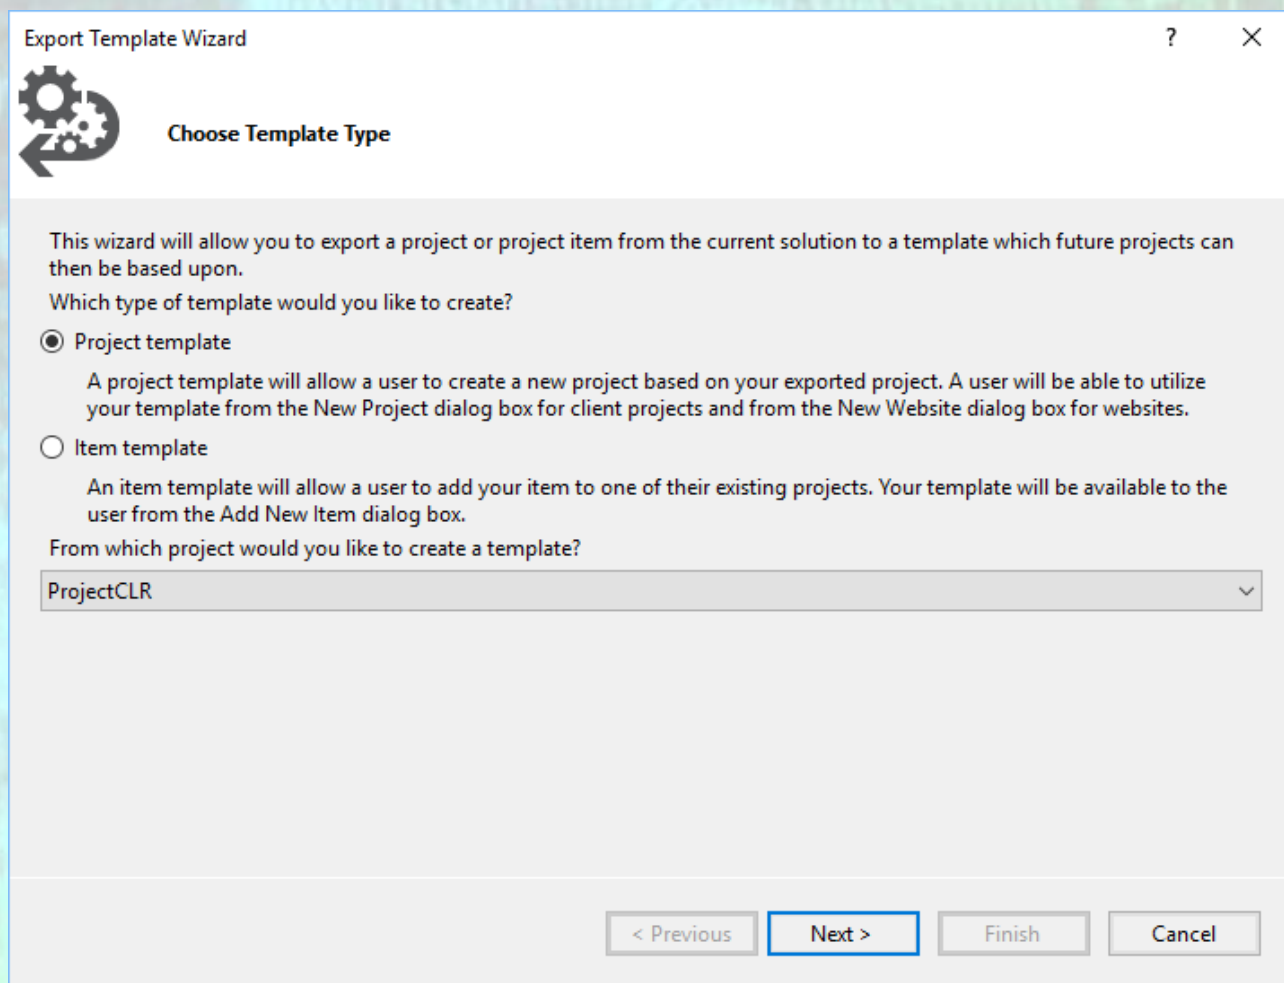 Export Template Wizard
?
Choose Template Type
This wizard will allow you to export a project or project item from the current solution to a template which future projects can
then be based upon.
Which type of template would you like to create?
Project template
A project template will allow a user to create a new project based on your exported project. A user will be able to utilize
your template from the New Project dialog box for client projects and from the New Website dialog box for websites.
Item template
An item template will allow a user to add your item to one of their existing projects. Your template will be available to the
user from the Add New Item dialog box.
From which project would you like to create a template?
ProjectCLR
< Previous Next > Finish Cancel